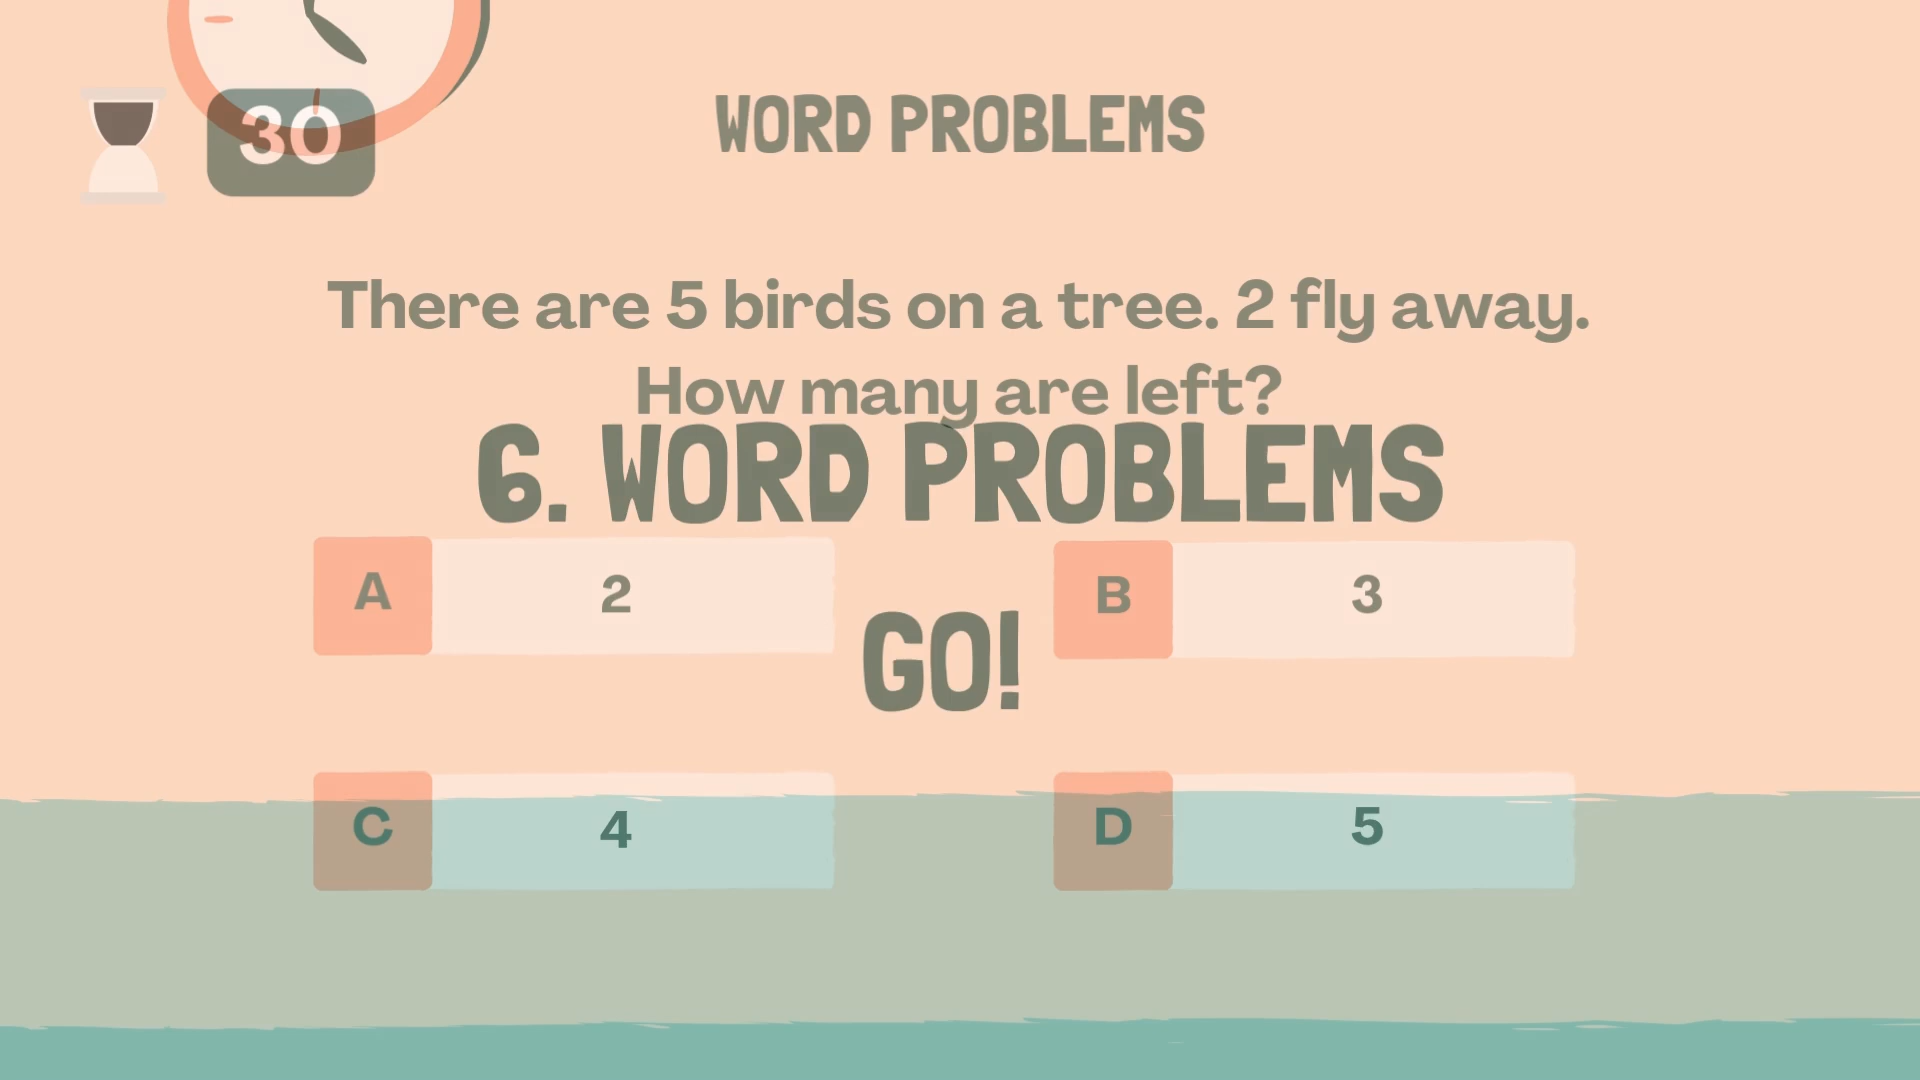 30
WORD PROBLEMS
There are 5 birds on a tree. 2 fly away.
How many are left?
6. WORD PROBLEMS
A 2
B 3
GO!
C 4
D 5